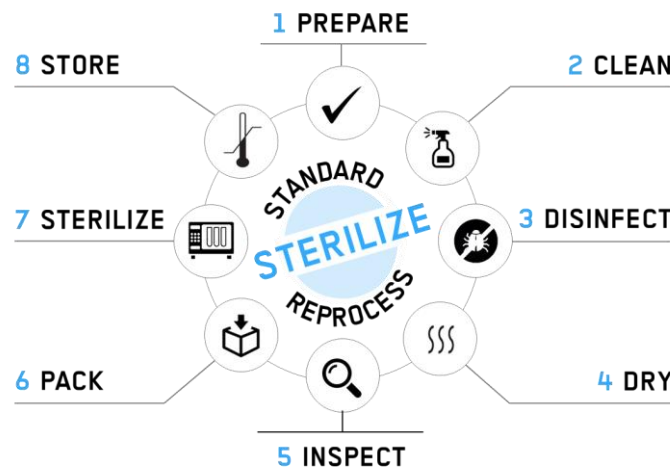 1 PREPARE
2 CLEAN
3 DISINFECT
4 DRY
5 INSPECT
6 PACK
7 STERILIZE
8 STORE
STANDARD
STERILIZE
REPROCESS